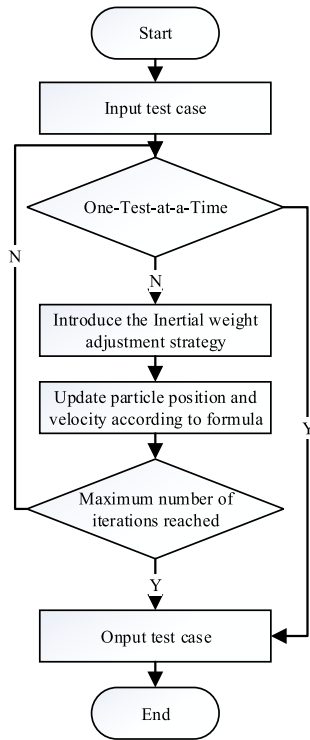 Start
Input test case
One-Test-at-a-Time
N
N
Introduce the Inertial weight
adjustment strategy
Update particle position and
velocity according to formula
Y
Maximum number of
iterations reached
Y
Onput test case
End